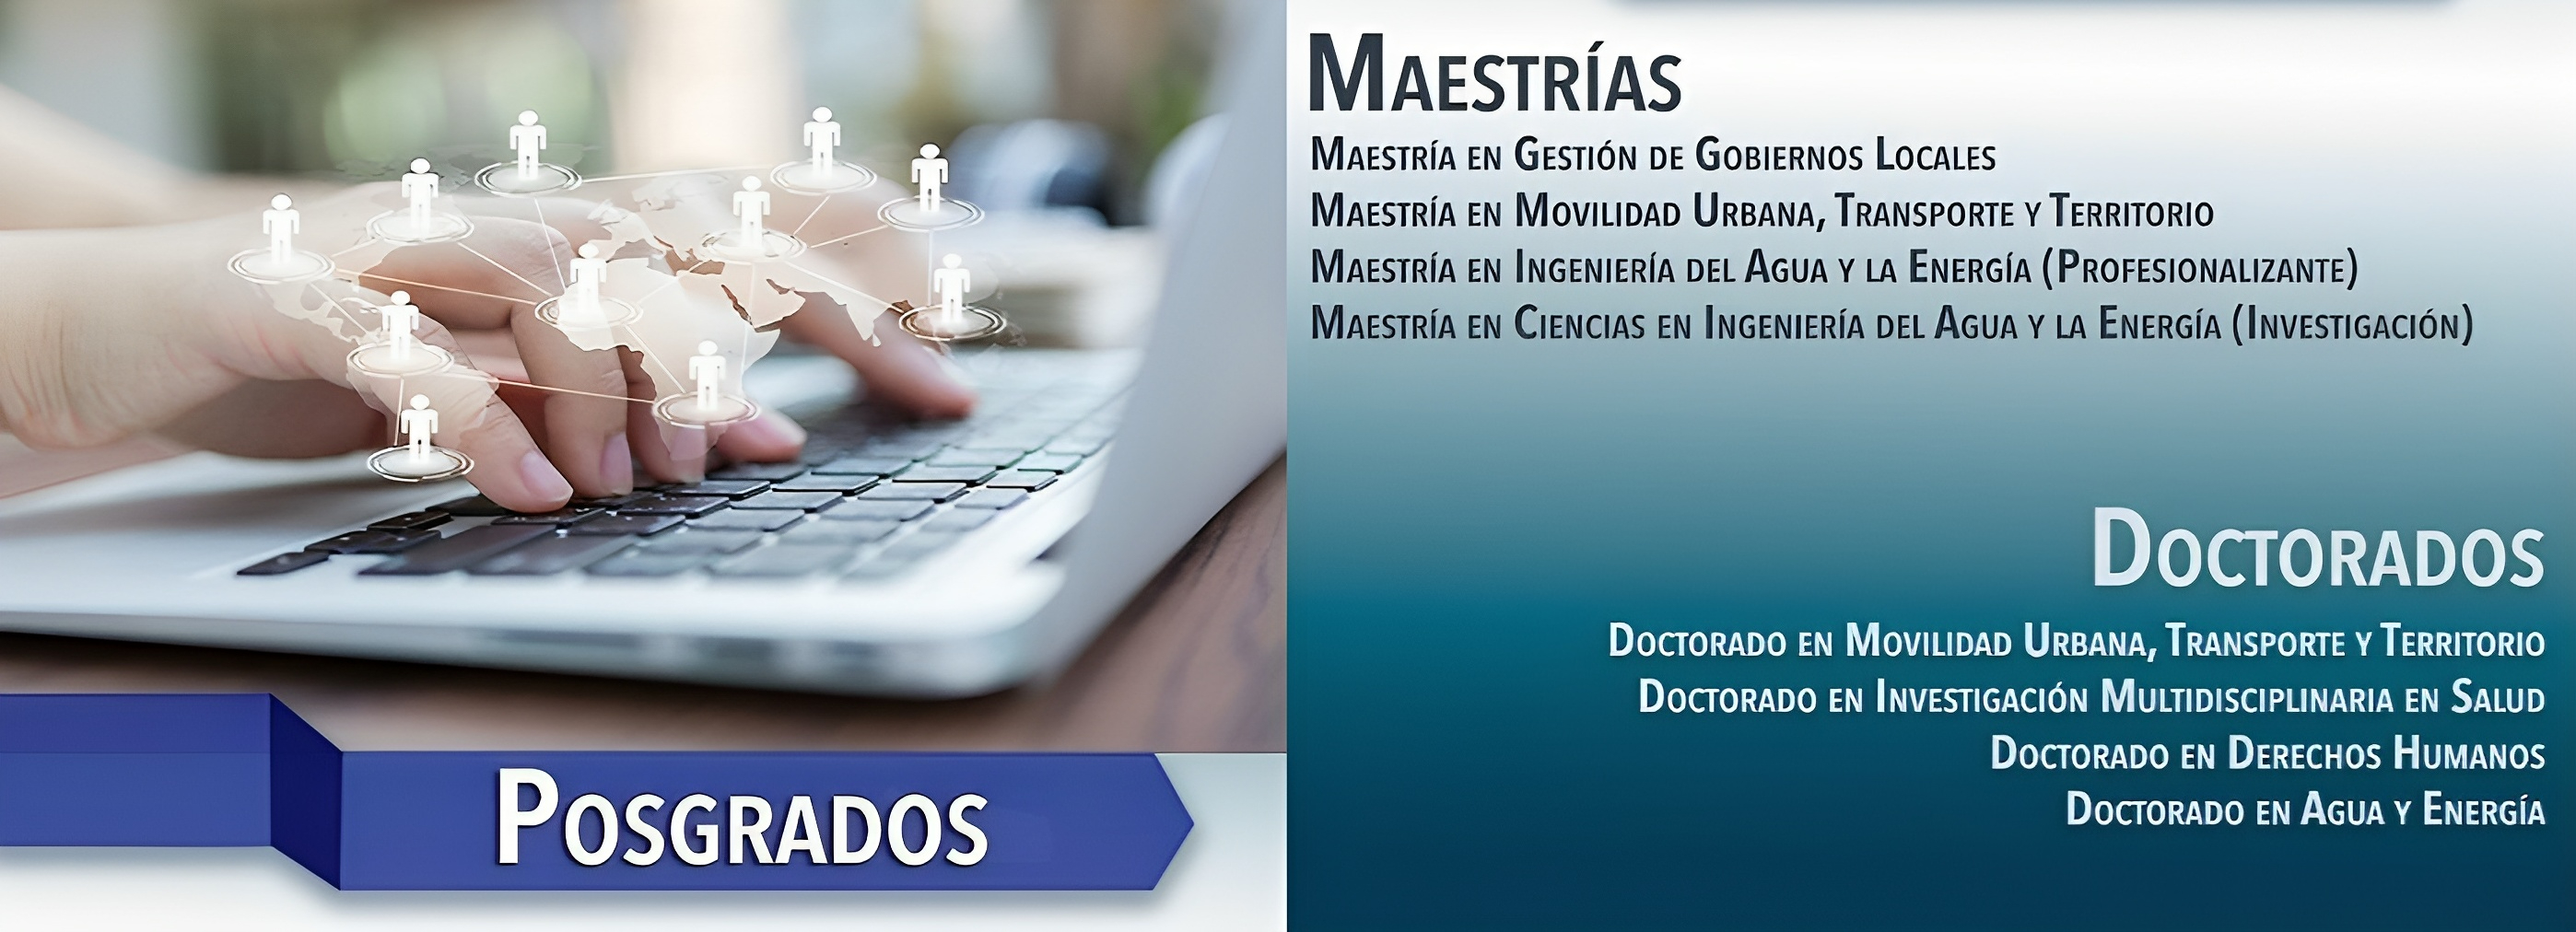 Posgrados
Maestrías
Maestría en Gestión de Gobiernos Locales
Maestría en Movilidad Urbana, Transporte y Territorio
Maestría en Ingeniería del Agua y la Energía (Profesionalizante)
Maestría en Ciencias en Ingeniería del Agua y la Energía (Investigación)
Doctorados
Doctorado en Movilidad Urbana, Transporte y Territorio
Doctorado en Investigación Multidisciplinaria en Salud
Doctorado en Derechos Humanos
Doctorado en Agua y Energía